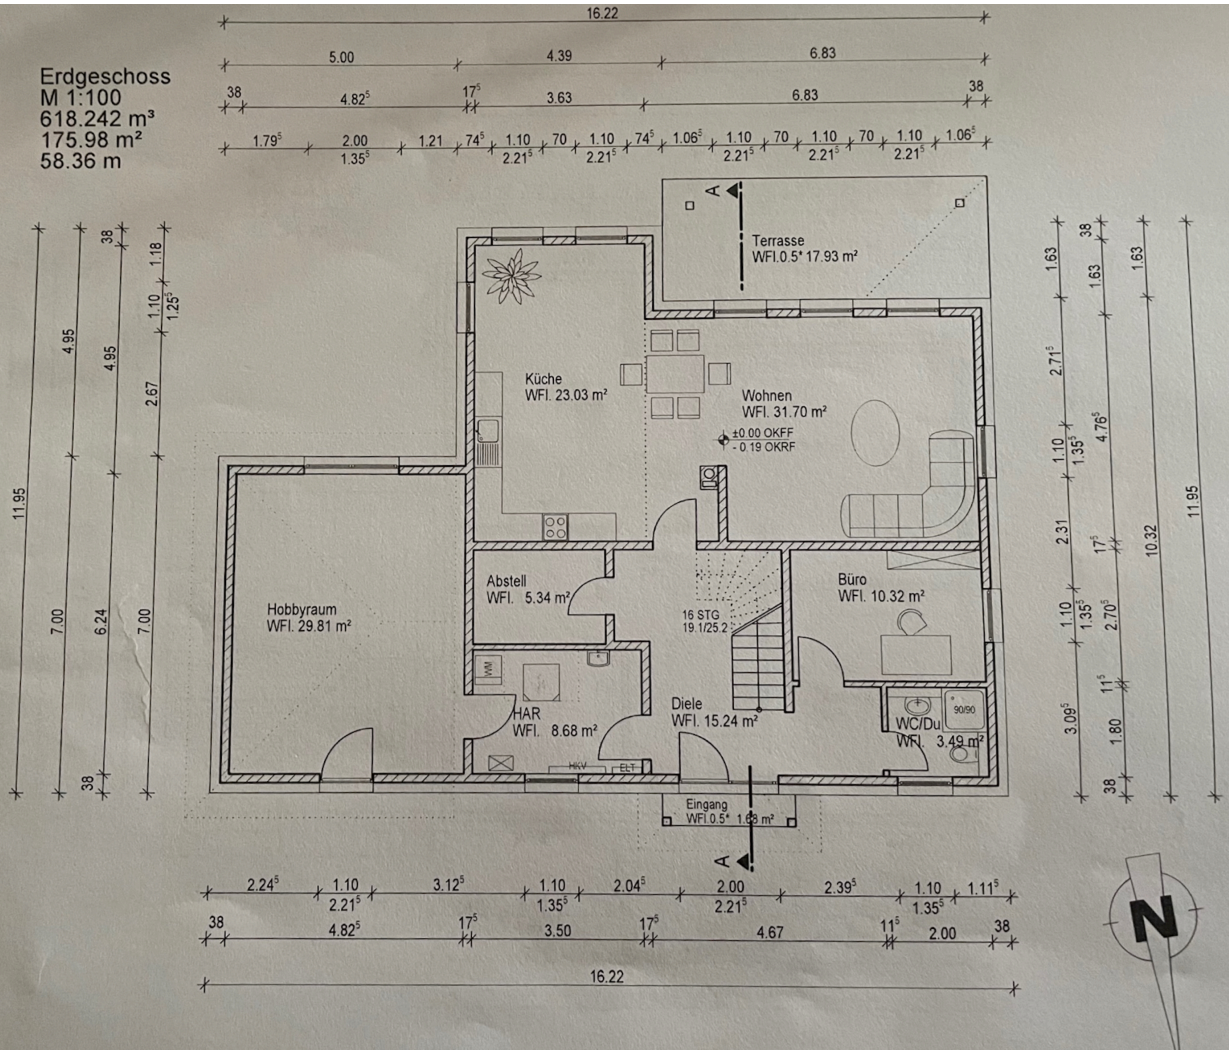 16.22
5.00 4.39 6.83
38 4.82⁵ 17⁵ 3.63 6.83 38
1.79⁵ 2.00 1.21 74⁵ 1.10 70 1.10 74⁵ 1.06⁵ 1.10 70 1.10 70 1.10 1.06⁵
1.35⁵ 2.21⁵ 2.21⁵ 2.21⁵ 2.21⁵ 2.21⁵
Erdgeschoss
M 1:100
618.242 m³
175.98 m²
58.36 m
11.95
4.95
7.00
38
4.95
6.24
38
1.18
1.10
1.25⁵
2.67
7.00
A
Terrasse
WFl.0.5* 17.93 m²
Küche
WFl. 23.03 m²
Wohnen
WFl. 31.70 m²
±0.00 OKFF
- 0.19 OKRF
Hobbyraum
WFl. 29.81 m²
Abstell
WFl. 5.34 m²
16 STG
19.1/25.2
Büro
WFl. 10.32 m²
WM
HAR
WFl. 8.68 m²
HKV
ELT
Diele
WFl. 15.24 m²
90/90
WC/Du
WFl. 3.49 m²
Eingang
WFl.0.5* 1.68 m²
A
1.63
2.71⁵
1.10
1.35⁵
2.31
1.10
1.35⁵
3.09⁵
38
1.63
4.76⁵
17⁵
2.70⁵
11⁵
1.80
38
1.63
10.32
11.95
2.24⁵ 1.10 3.12⁵ 1.10 2.04⁵ 2.00 2.39⁵ 1.10 1.11⁵
2.21⁵ 1.35⁵ 2.21⁵ 1.35⁵
38 4.82⁵ 17⁵ 3.50 17⁵ 4.67 11⁵ 2.00 38
16.22
N